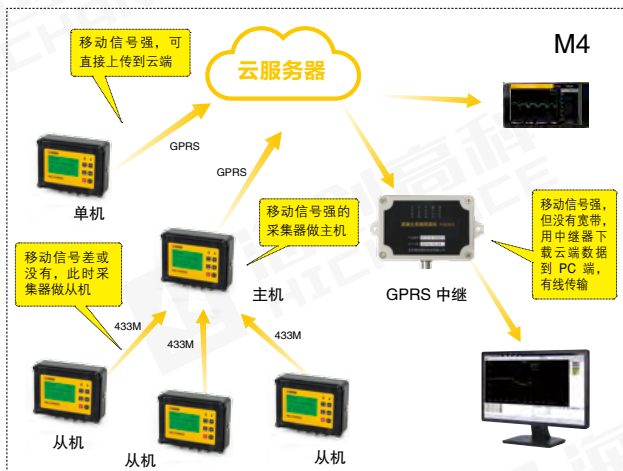 移动信号强，可
直接上传到云端
云服务器
M4
GPRS
GPRS
单机
移动信号强的
采集器做主机
移动信号强，
但没有宽带，
用中继器下
载云端数据
到 PC 端，
有线传输
移动信号差或
没有，此时采
集器做从机
主机
GPRS 中继
433M
433M
433M
从机
从机
从机